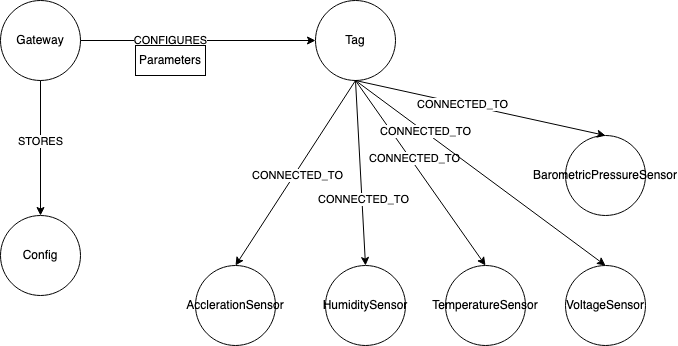 Gateway
CONFIGURES
Tag
Parameters
CONNECTED_TO
CONNECTED_TO
STORES
CONNECTED_TO
CONNECTED_TO
BarometricPressureSensor
CONNECTED_TO
Config
AcclerationSensor
HumiditySensor
TemperatureSensor
VoltageSensor